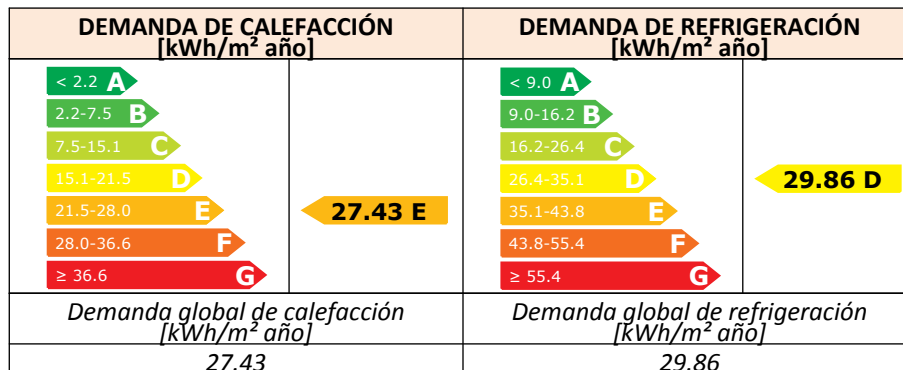 DEMANDA DE CALEFACCIÓN
[kWh/m² año]
< 2.2 A
2.2-7.5 B
7.5-15.1 C
15.1-21.5 D
21.5-28.0 E
28.0-36.6 F
≥ 36.6 G
27.43 E
Demanda global de calefacción
[kWh/m² año]
27.43
DEMANDA DE REFRIGERACIÓN
[kWh/m² año]
< 9.0 A
9.0-16.2 B
16.2-26.4 C
26.4-35.1 D
35.1-43.8 E
43.8-55.4 F
≥ 55.4 G
29.86 D
Demanda global de refrigeración
[kWh/m² año]
29.86